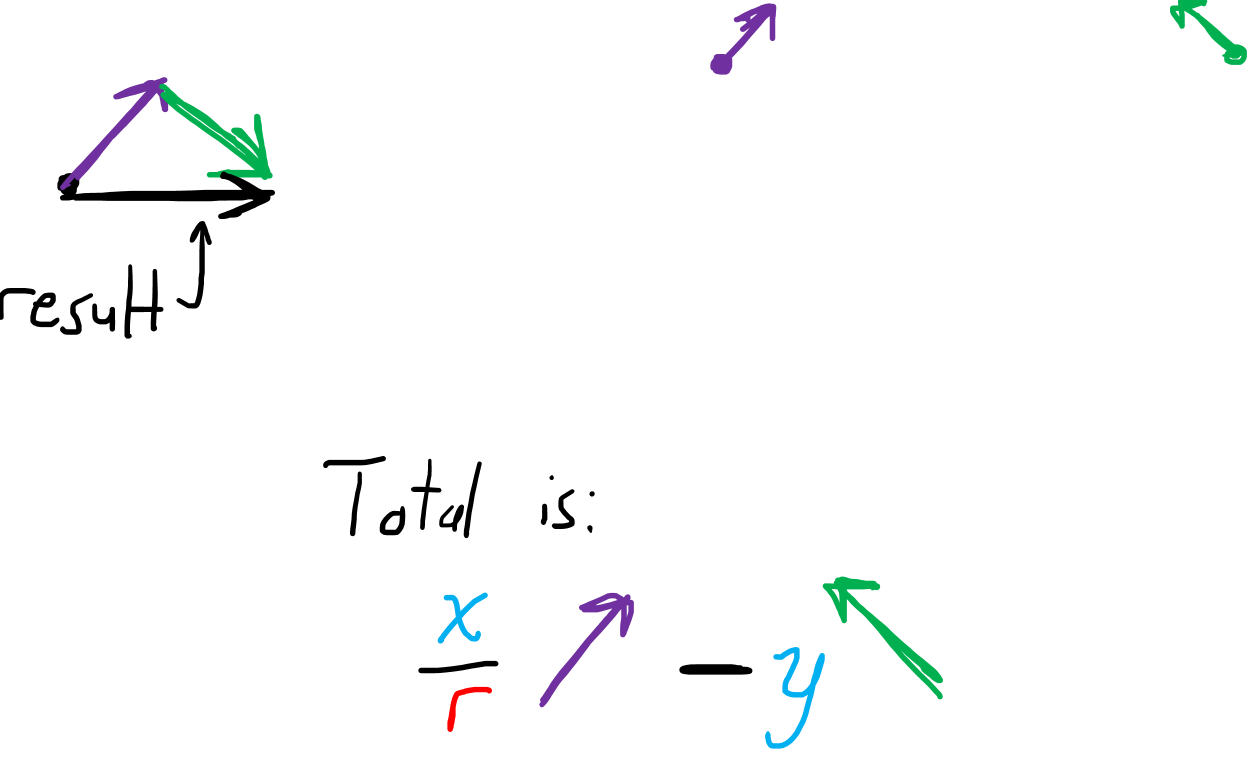 result
Total is:
x
r
- y